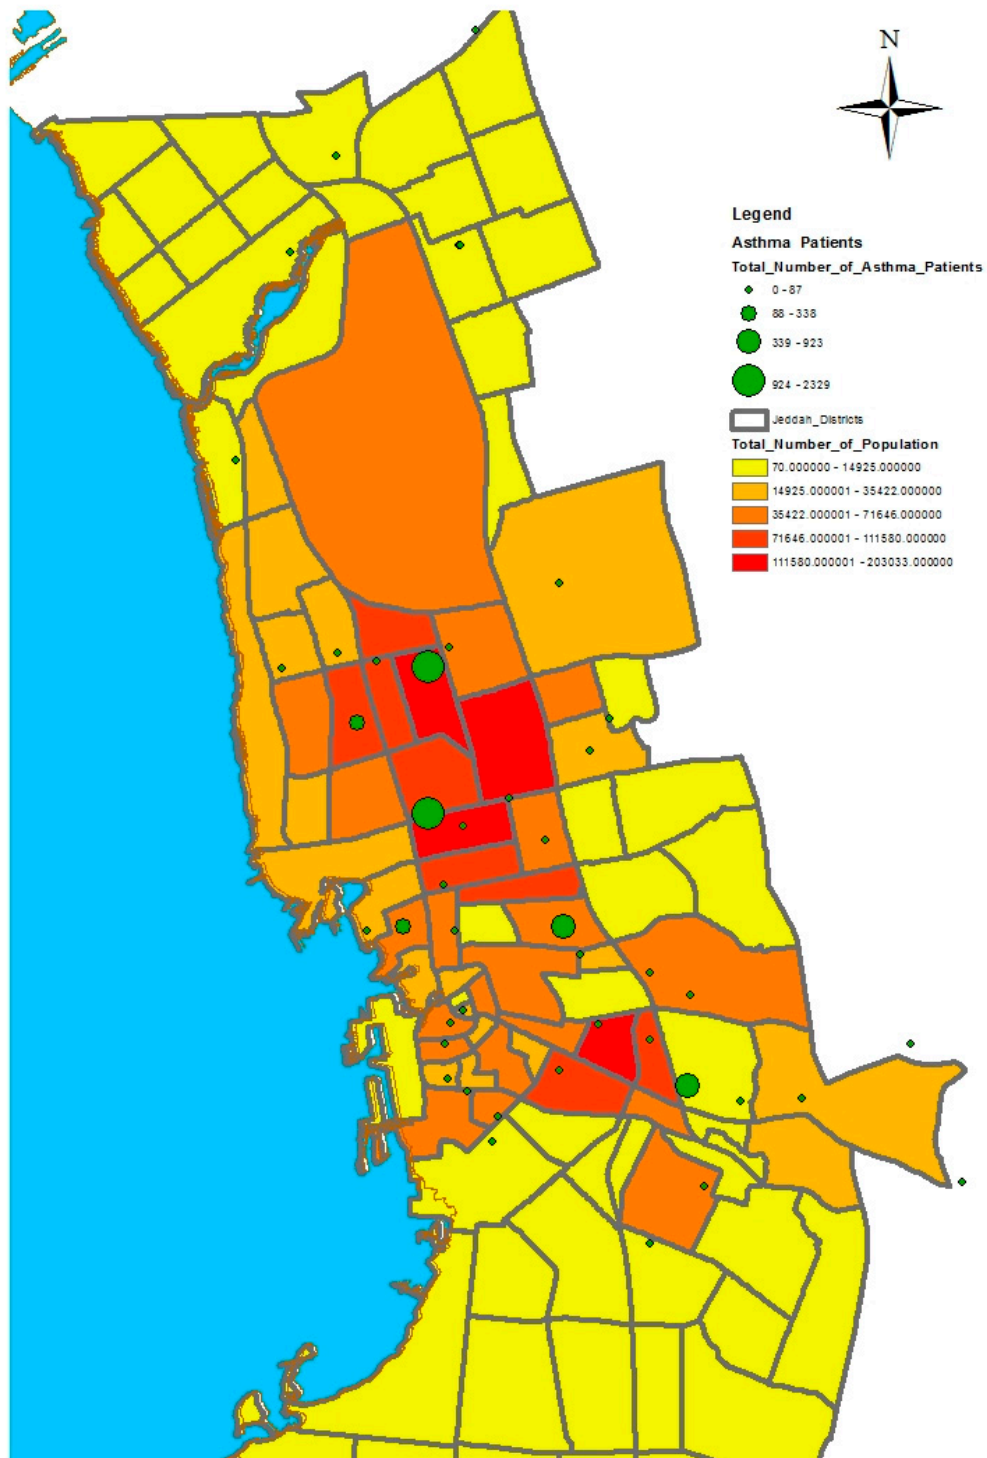 N
Legend
Asthma Patients
Total_Number_of_Asthma_Patients
0 - 87
88 - 338
339 - 923
924 - 2329
Jeddah_Districts
Total_Number_of_Population
70.000000 - 14925.000000
14925.000001 - 35422.000000
35422.000001 - 71646.000000
71646.000001 - 111580.000000
111580.000001 - 203033.000000